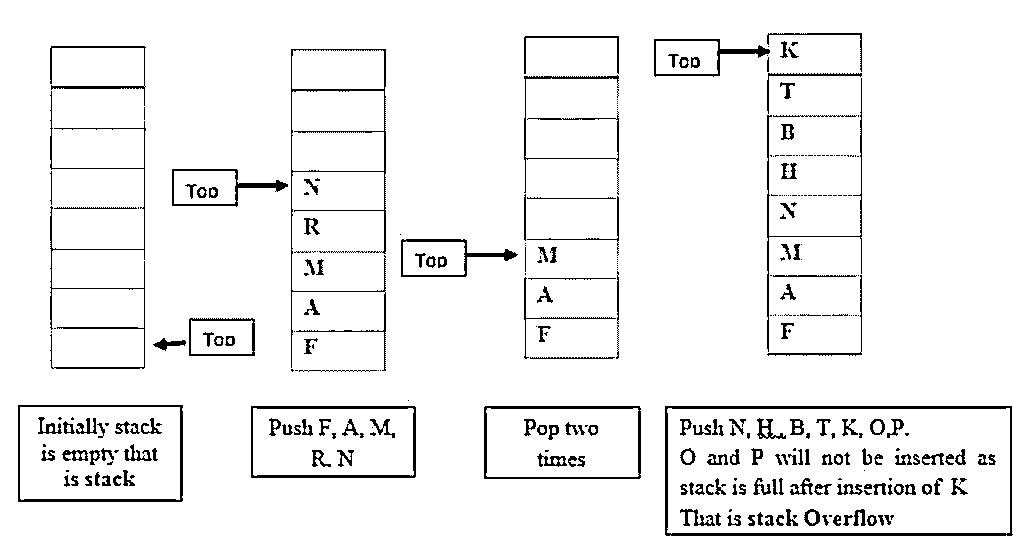 Top
N
R
M
A
F
Top
Top
M
A
F
Top
K
T
B
H
N
M
A
F
Initially stack
is empty that
is stack
Push F, A, M,
R. N
Pop two
times
Push N, H, B, T, K, O,P.
O and P will not be inserted as
stack is full after insertion of K
That is stack Overflow